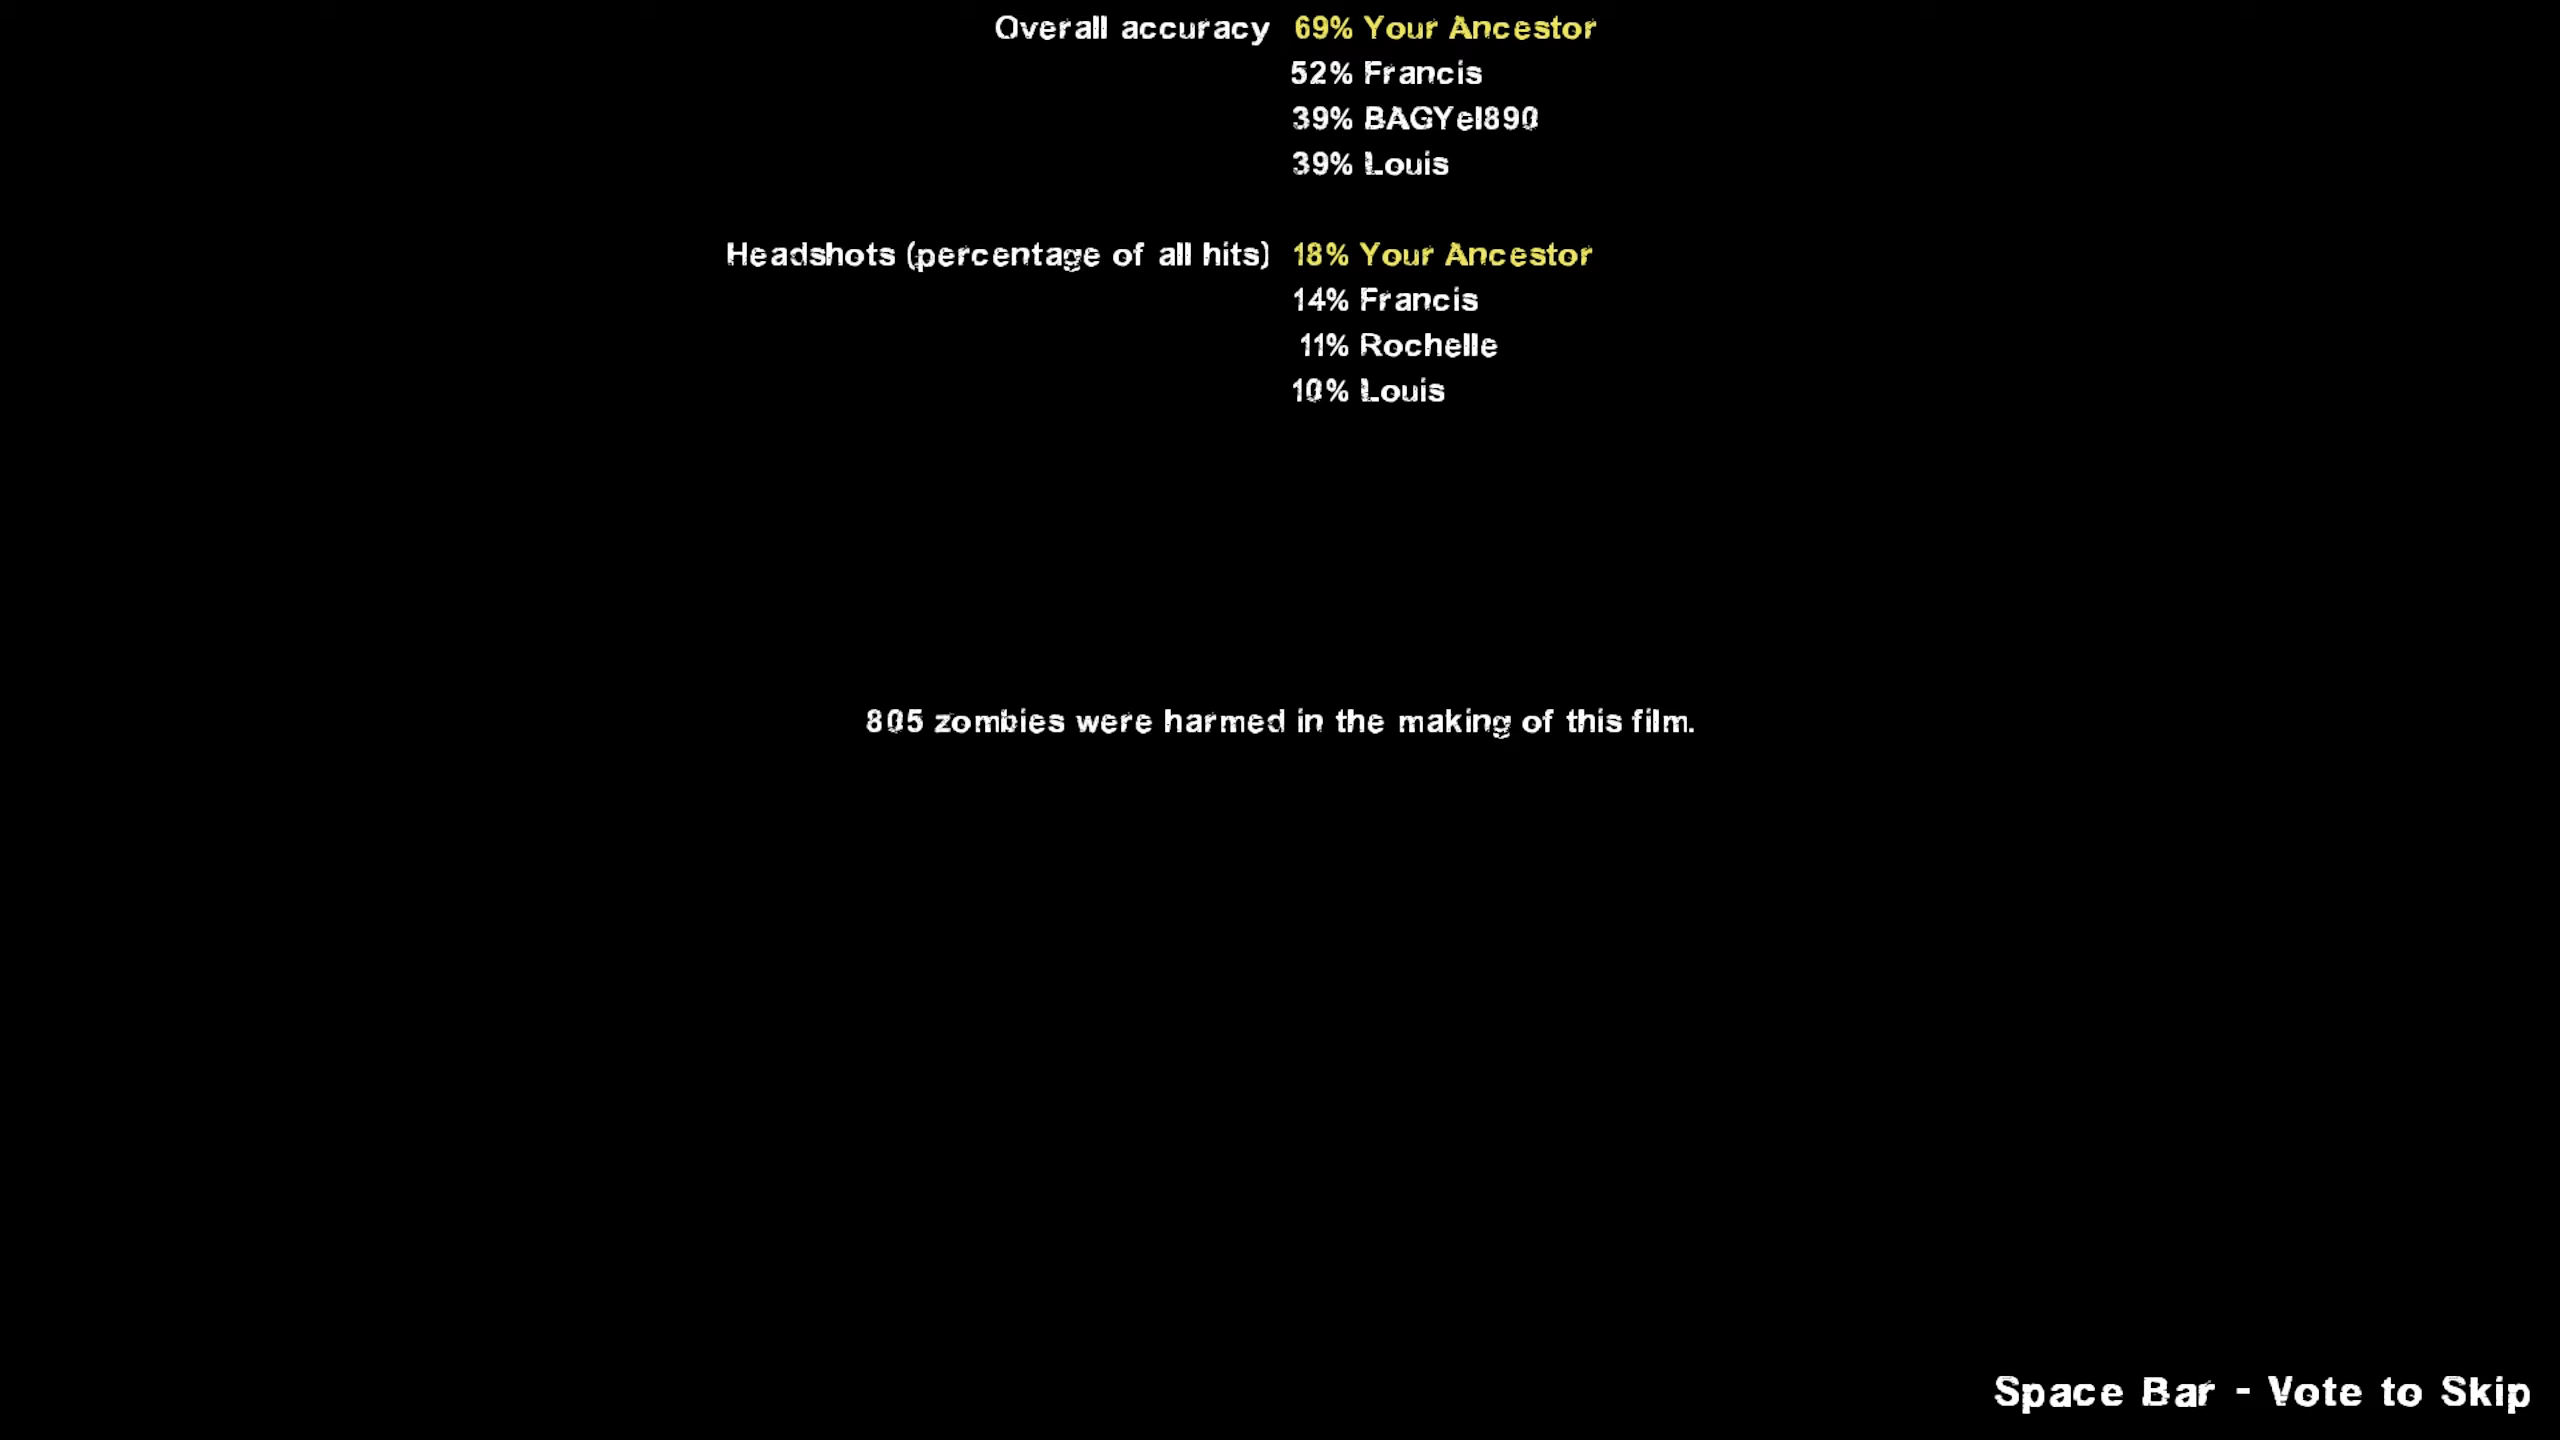 Overall accuracy 69% Your Ancestor
52% Francis
39% BAGYel890
39% Louis
Headshots (percentage of all hits) 18% Your Ancestor
14% Francis
11% Rochelle
10% Louis
805 zombies were harmed in the making of this film.
Space Bar - Vote to Skip